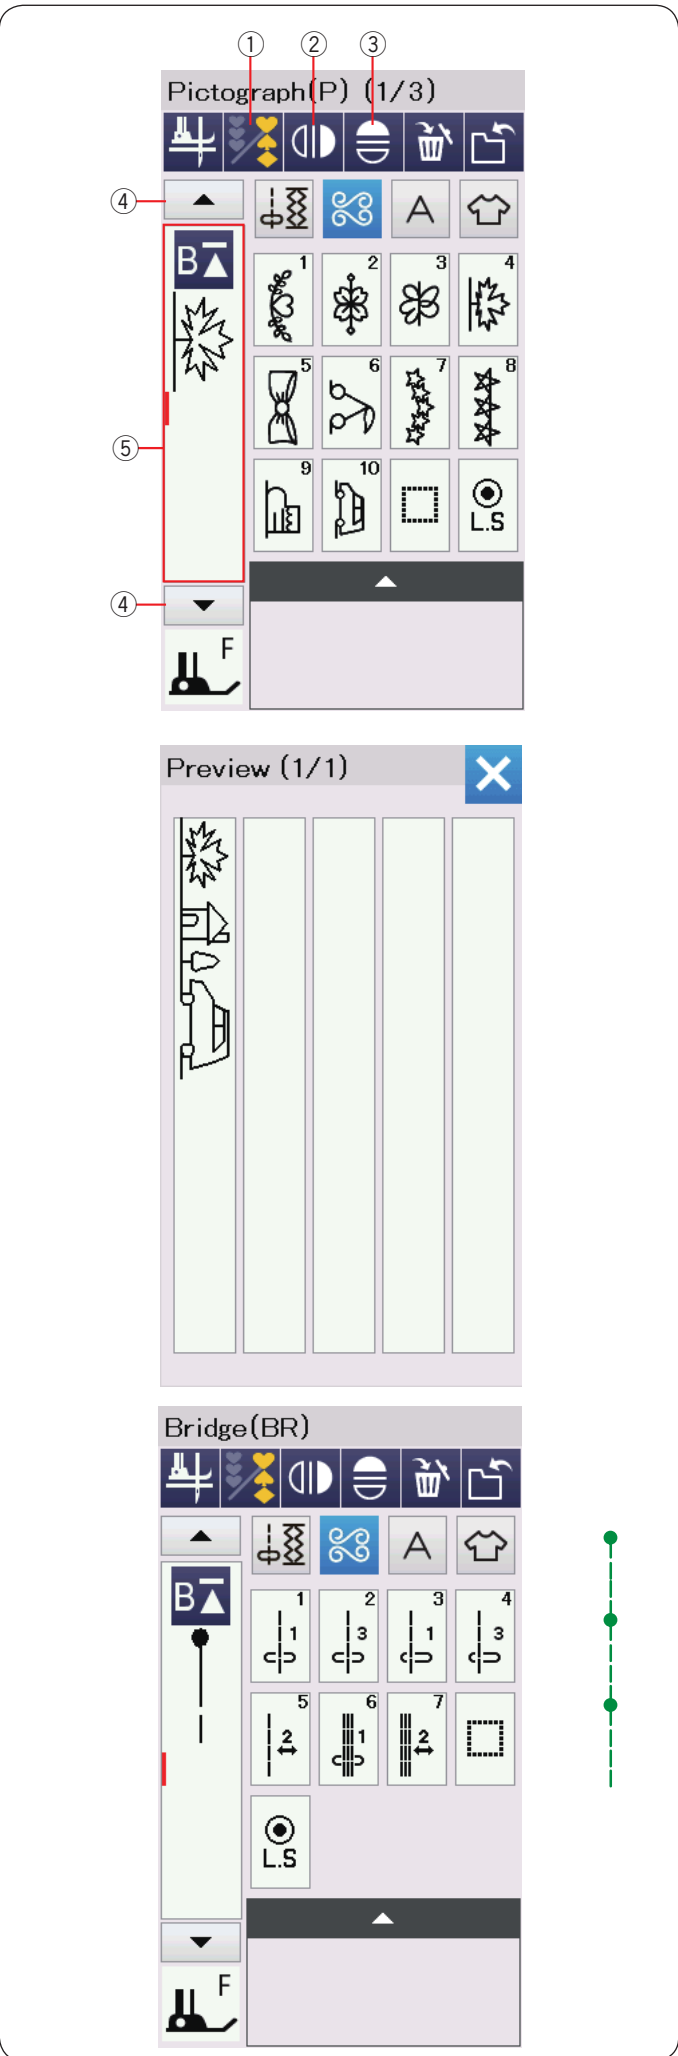 ① ② ③
Pictograph(P) (1/3)
④
B
1 2 3 4
A
5 6 7 8
⑤
9 10
L.S
④
F
Preview (1/1)
Bridge(BR)
A
B
1 2 3 4
1 3 1 3
5 6 7
2 1 2
L.S
F